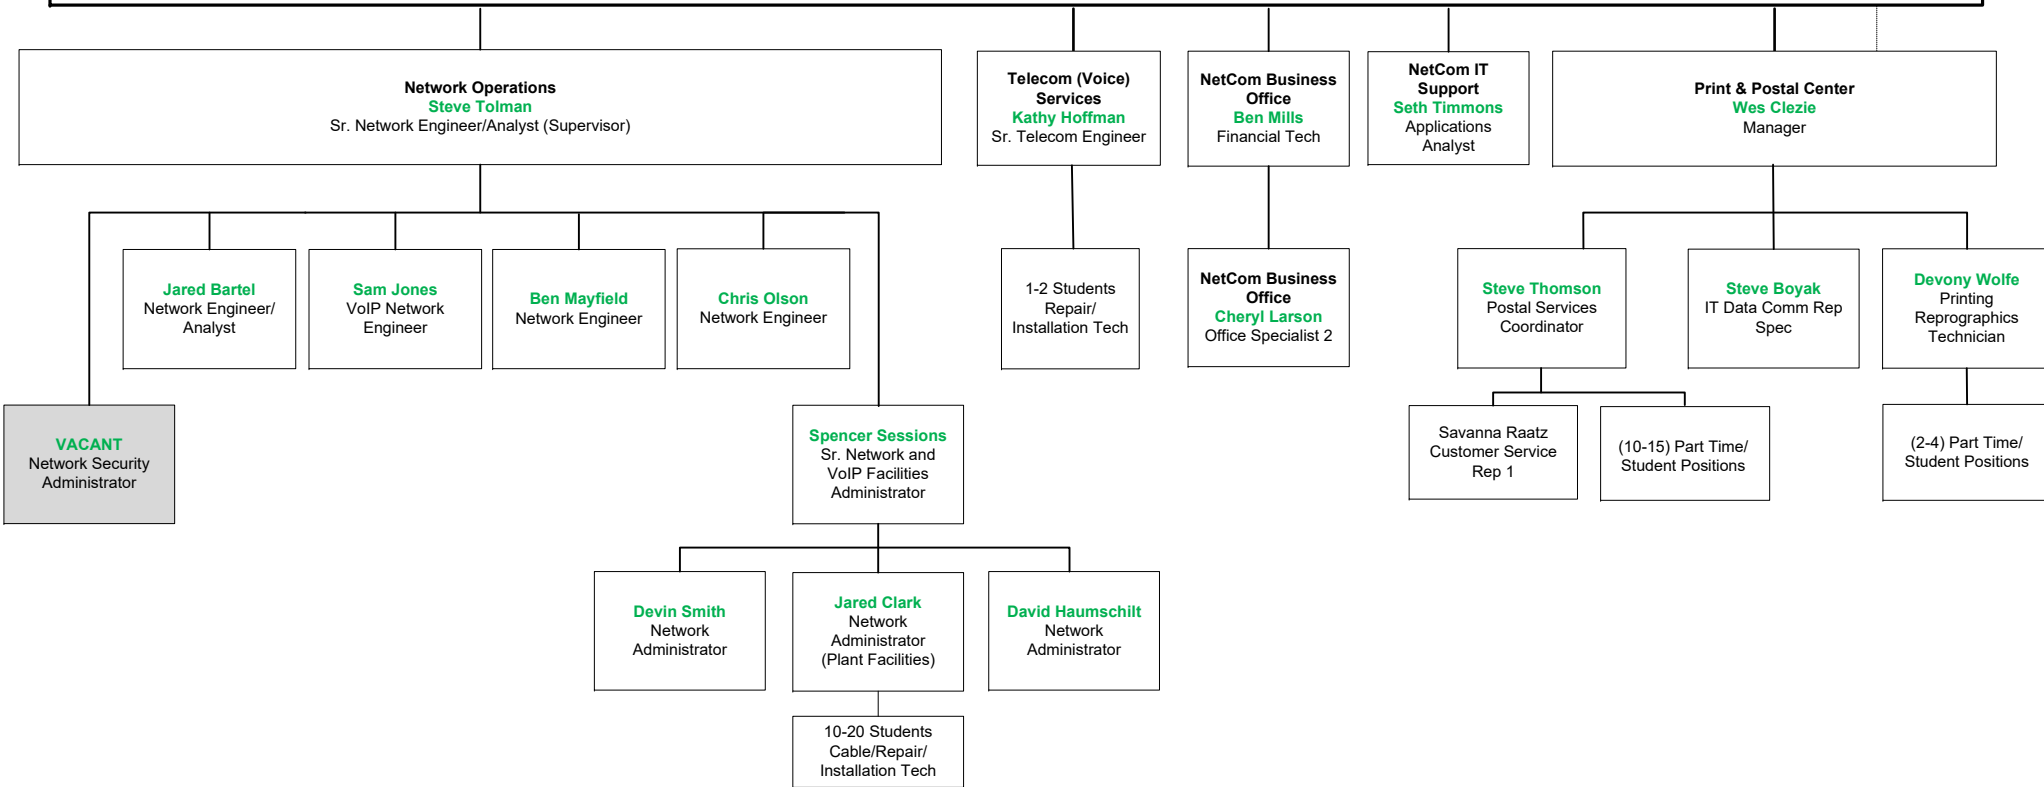 Network Operations
Steve Tolman
Sr. Network Engineer/Analyst (Supervisor)
Telecom (Voice)
Services
Kathy Hoffman
Sr. Telecom Engineer
NetCom Business
Office
Ben Mills
Financial Tech
NetCom IT
Support
Seth Timmons
Applications
Analyst
Print & Postal Center
Wes Clezie
Manager
Jared Bartel
Network Engineer/
Analyst
Sam Jones
VoIP Network
Engineer
Ben Mayfield
Network Engineer
Chris Olson
Network Engineer
1-2 Students
Repair/
Installation Tech
NetCom Business
Office
Cheryl Larson
Office Specialist 2
Steve Thomson
Postal Services
Coordinator
Steve Boyak
IT Data Comm Rep
Spec
Devony Wolfe
Printing
Reprographics
Technician
VACANT
Network Security
Administrator
Spencer Sessions
Sr. Network and
VoIP Facilities
Administrator
Savanna Raatz
Customer Service
Rep 1
(10-15) Part Time/
Student Positions
(2-4) Part Time/
Student Positions
Devin Smith
Network
Administrator
Jared Clark
Network
Administrator
(Plant Facilities)
David Haumschilt
Network
Administrator
10-20 Students
Cable/Repair/
Installation Tech